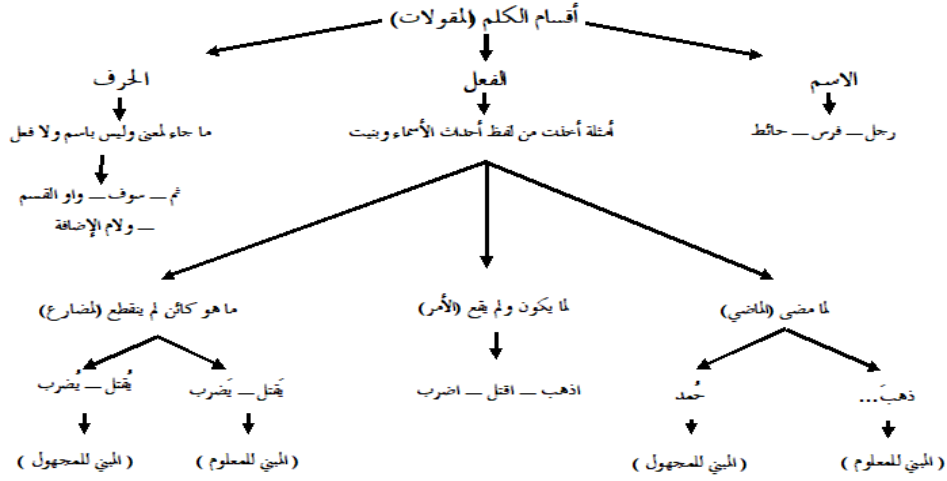 أقسام الكلم (المقولات)
الاسم
الفعل
الحرف
رجل – فرس – حائط
أمثلة أخذت من لفظ أحداث الأسماء وبنيت
ما جاء لمعنى وليس باسم ولا فعل
ثم – سوف – واو القسم
– ولام الإضافة
لما مضى (الماضي)
لما يكون ولم يقع (الأمر)
ما هو كائن لم ينقطع (المضارع)
ذهبَ...
حُمد
اذهب – اقتل – اضرب
يَقتل – يَضرب
يُقتل – يُضرب
(المبني للمعلوم )
(المبني للمجهول )
(المبني للمعلوم )
(المبني للمجهول )